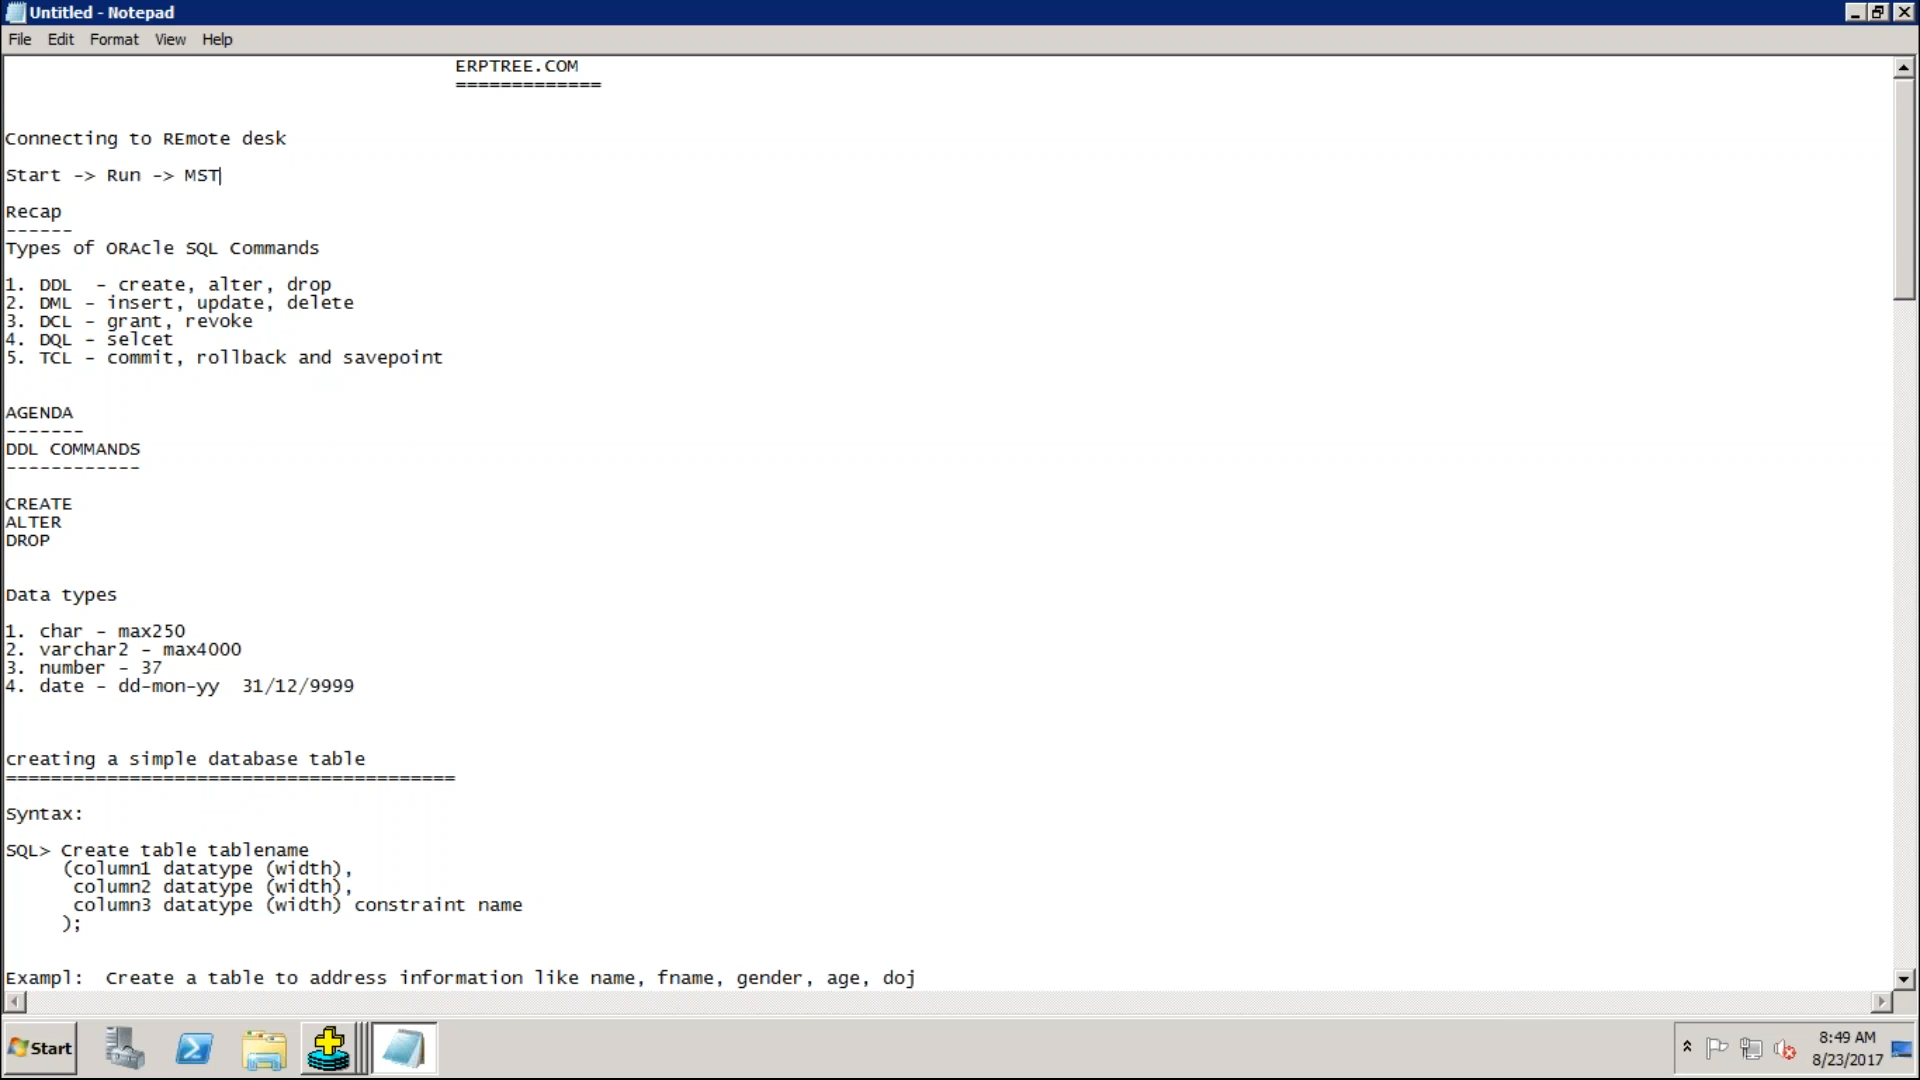 Untitled - Notepad
File Edit Format View Help
ERPTREE.COM
=============
Connecting to REmote desk
Start -> Run -> MST
Recap
------
Types of ORAcle SQL Commands
1. DDL  - create, alter, drop
2. DML - insert, update, delete
3. DCL - grant, revoke
4. DQL - selcet
5. TCL - commit, rollback and savepoint
AGENDA
-------
DDL COMMANDS
------------
CREATE
ALTER
DROP
Data types
1. char - max250
2. varchar2 - max4000
3. number - 37
4. date - dd-mon-yy  31/12/9999
creating a simple database table
========================================
Syntax:
SQL> Create table tablename
(column1 datatype (width),
column2 datatype (width),
column3 datatype (width) constraint name
);
Exampl:  Create a table to address information like name, fname, gender, age, doj
Start
8:49 AM
8/23/2017